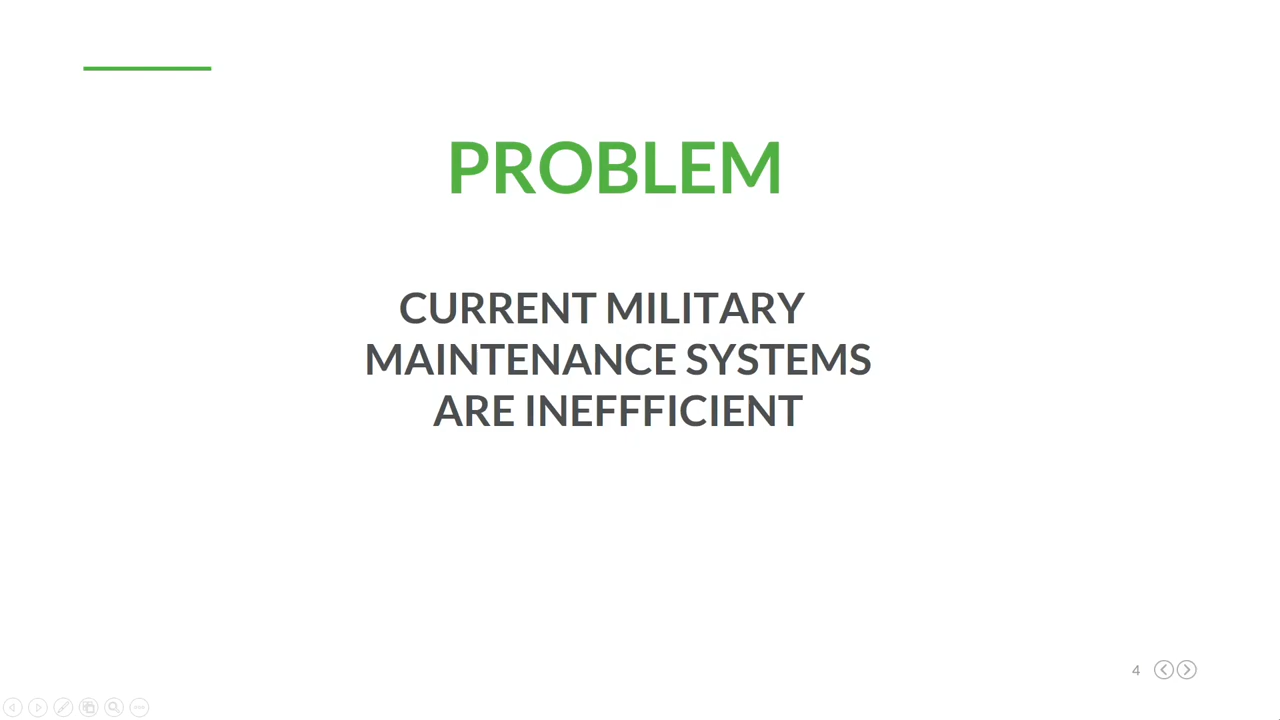 PROBLEM
CURRENT MILITARY
MAINTENANCE SYSTEMS
ARE INEFFFICIENT
4